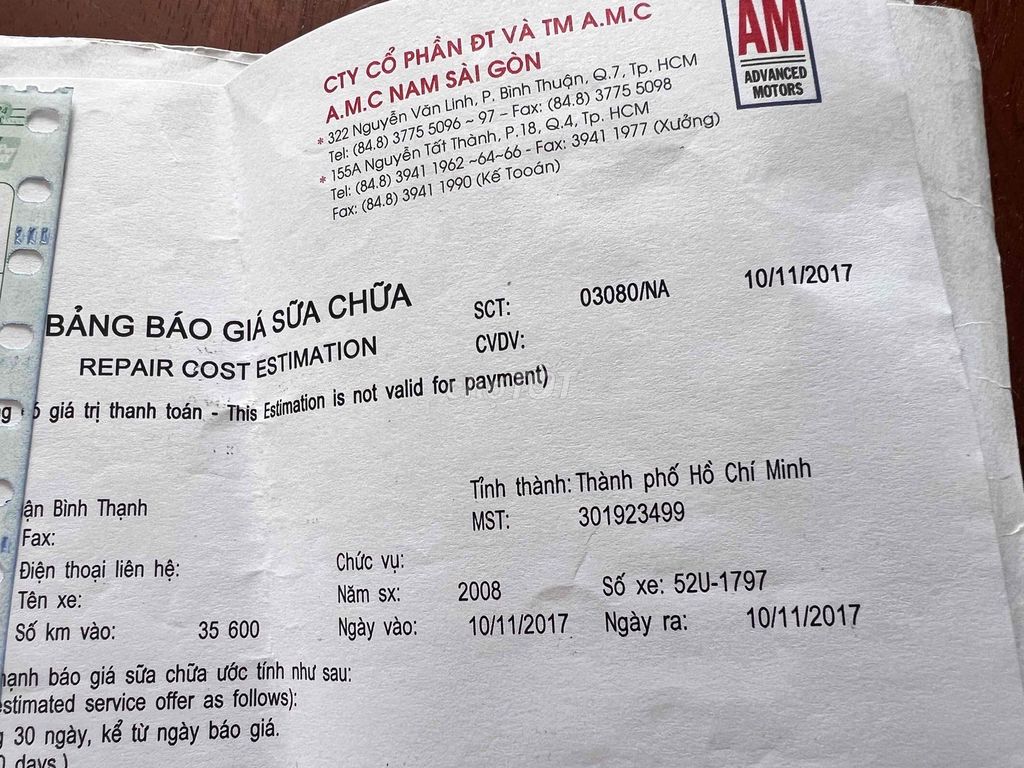 CTY CỔ PHẦN ĐT VÀ TM A.M.C
A.M.C NAM SÀI GÒN
AM
ADVANCED
MOTORS
* 322 Nguyễn Văn Linh, P. Bình Thuận, Q.7, Tp. HCM
Tel: (84.8) 3775 5096 ~ 97 – Fax: (84.8) 3775 5098
* 155A Nguyễn Tất Thành, P.18, Q.4, Tp. HCM
Tel: (84.8) 3941 1962 ~64~66 - Fax: 3941 1977 (Xưởng)
Fax: (84.8) 3941 1990 (Kế Tooán)
BẢNG BÁO GIÁ SỮA CHỮA
SCT: 03080/NA 10/11/2017
REPAIR COST ESTIMATION
CVDV:
giá trị thanh toán - This Estimation is not valid for payment)
Tỉnh thành: Thành phố Hồ Chí Minh
ận Bình Thạnh
MST: 301923499
Fax:
Điện thoại liên hệ: Chức vụ:
Tên xe: Năm sx: 2008 Số xe: 52U-1797
Số km vào: 35 600 Ngày vào: 10/11/2017 Ngày ra: 10/11/2017
hạnh báo giá sữa chữa ước tính như sau:
estimated service offer as follows):
g 30 ngày, kể từ ngày báo giá.
0 days.)